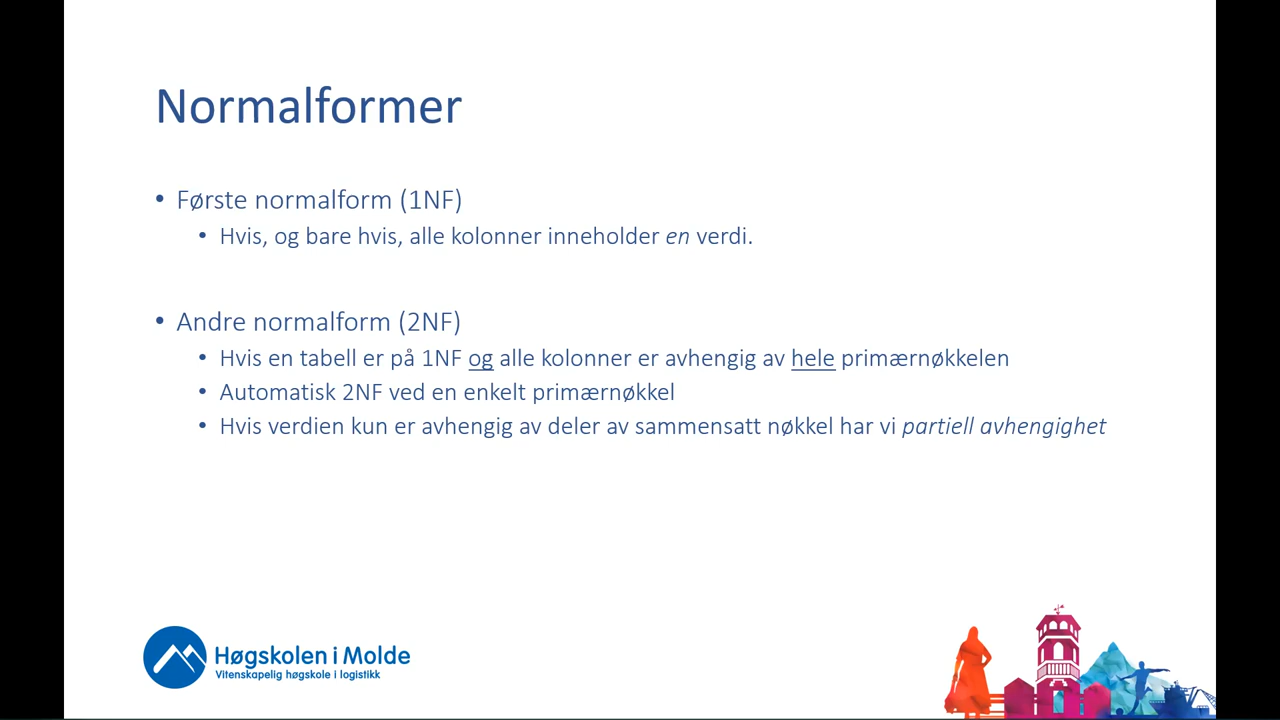 Normalformer
• Første normalform (1NF)
• Hvis, og bare hvis, alle kolonner inneholder en verdi.
• Andre normalform (2NF)
• Hvis en tabell er på 1NF og alle kolonner er avhengig av hele primærnøkkelen
• Automatisk 2NF ved en enkelt primærnøkkel
• Hvis verdien kun er avhengig av deler av sammensatt nøkkel har vi partiell avhengighet
Høgskolen i Molde
Vitenskapelig høgskole i logistikk